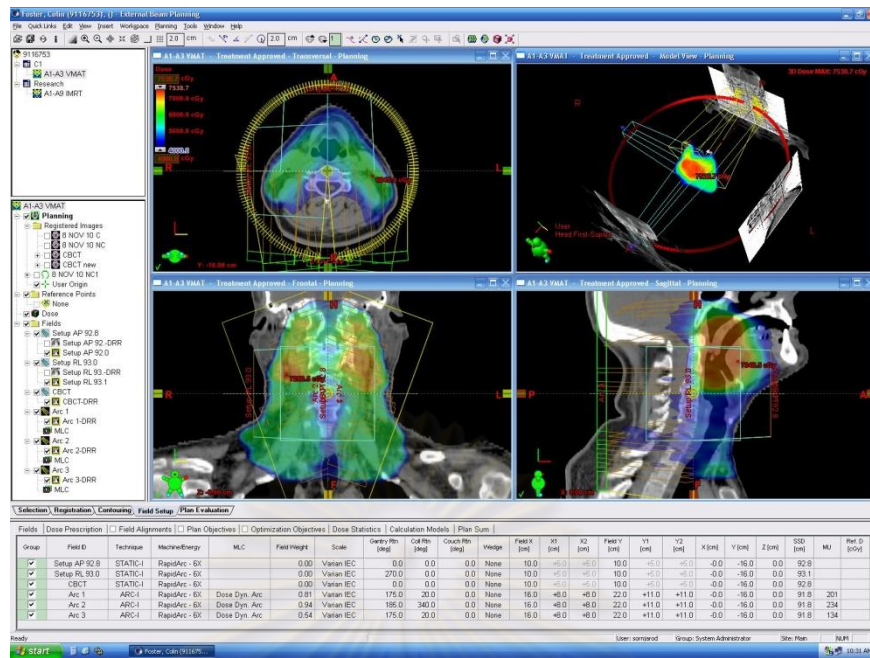 Foster, Colin (9116753), () - External Beam Planning
File Quick Links Edit View Insert Workspace Planning Tools Window Help
2.0 cm 2.0 cm 1
9116753
C1
A1-A3 VMAT
Research
A1-A9 IMRT
A1-A3 VMAT
Planning
Registered Images
8 NOV 10 C
8 NOV 10 NC
CBCT
CBCT new
8 NOV 10 NC1
User Origin
Reference Points
None
Dose
Fields
Setup AP 92.8
Setup AP 92.-DRR
Setup AP 92.0
Setup RL 93.0
Setup RL 93.-DRR
Setup RL 93.1
CBCT
CBCT-DRR
Arc 1
Arc 1-DRR
MLC
Arc 2
Arc 2-DRR
MLC
Arc 3
Arc 3-DRR
MLC
A1-A3 VMAT - Treatment Approved - Transversal - Planning
Dose
7538.7 cGy
7538.7
A
R
L
A1-A3 VMAT - Treatment Approved - Model View - Planning
3D Dose MAX: 7538.7 cGy
R
L
User
A1-A3 VMAT - Treatment Approved - Frontal - Planning
H
R
L
F
Setup RL 93.0
A1-A3 VMAT - Treatment Approved - Sagittal - Planning
H
P
A
F
Setup RL 93.0
Selection Registration Contouring Field Setup Plan Evaluation
Fields Dose Prescription Field Alignments Plan Objectives Optimization Objectives Dose Statistics Calculation Models Plan Sum
Group Field ID Technique Machine/Energy MLC Field Weight Scale Gantry Rtn [deg] Coll Rtn [deg] Couch Rtn [deg] Wedge Field X [cm] X1 [cm] X2 [cm] Field Y [cm] Y1 [cm] Y2 [cm] X [cm] Y [cm] Z [cm] SSD [cm] MU Ref. D [cGy]
Setup AP 92.8 STATIC-I RapidArc - 6X 0.00 Varian IEC 0.0 0.0 0.0 None 10.0 +5.0 +5.0 10.0 +5.0 +5.0 -0.0 -16.0 0.0 92.8
Setup RL 93.0 STATIC-I RapidArc - 6X 0.00 Varian IEC 270.0 0.0 0.0 None 10.0 +5.0 +5.0 10.0 +5.0 +5.0 -0.0 -16.0 0.0 93.1
CBCT STATIC-I RapidArc - 6X 0.00 Varian IEC 0.0 0.0 0.0 None 10.0 +5.0 +5.0 10.0 +5.0 +5.0 -0.0 -16.0 0.0 92.8
Arc 1 ARC-I RapidArc - 6X Dose Dyn. Arc 0.81 Varian IEC 175.0 20.0 0.0 None 16.0 +8.0 +8.0 22.0 +11.0 +11.0 -0.0 -16.0 0.0 91.8 201
Arc 2 ARC-I RapidArc - 6X Dose Dyn. Arc 0.94 Varian IEC 185.0 340.0 0.0 None 16.0 +8.0 +8.0 22.0 +11.0 +11.0 -0.0 -16.0 0.0 91.8 234
Arc 3 ARC-I RapidArc - 6X Dose Dyn. Arc 0.54 Varian IEC 175.0 20.0 0.0 None 16.0 +8.0 +8.0 22.0 +11.0 +11.0 -0.0 -16.0 0.0 91.8 134
Ready
User: sornjarod Group: System Administrator Site: Main NUM
start
Foster, Colin (911675...
10:31 AM